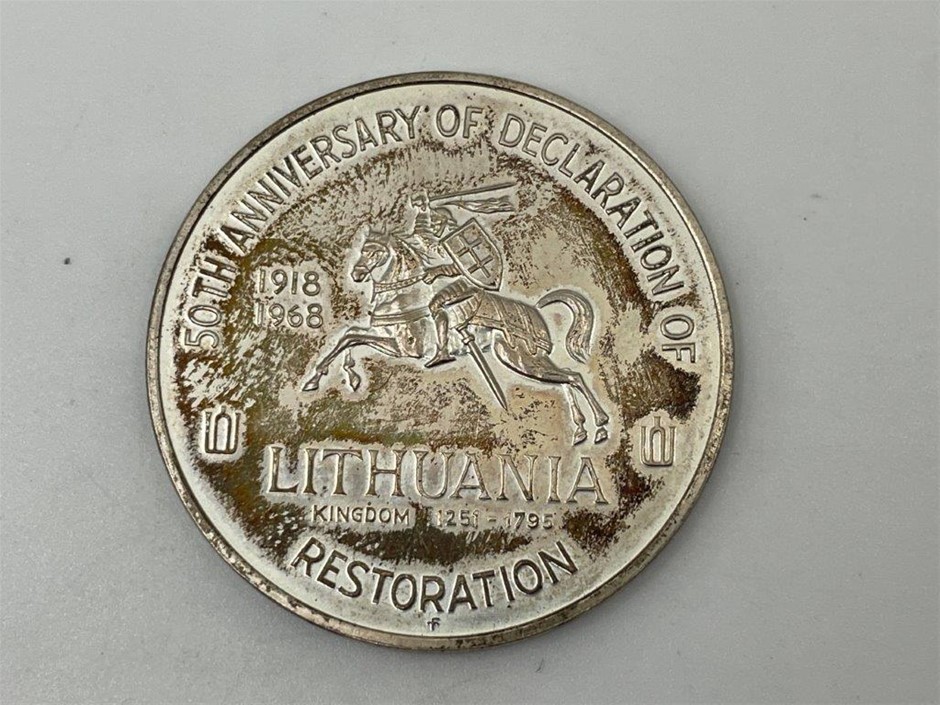 50TH ANNIVERSARY OF DECLARATION OF
1918
1968
LITHUANIA
KINGDOM 1251 - 1795
RESTORATION
F